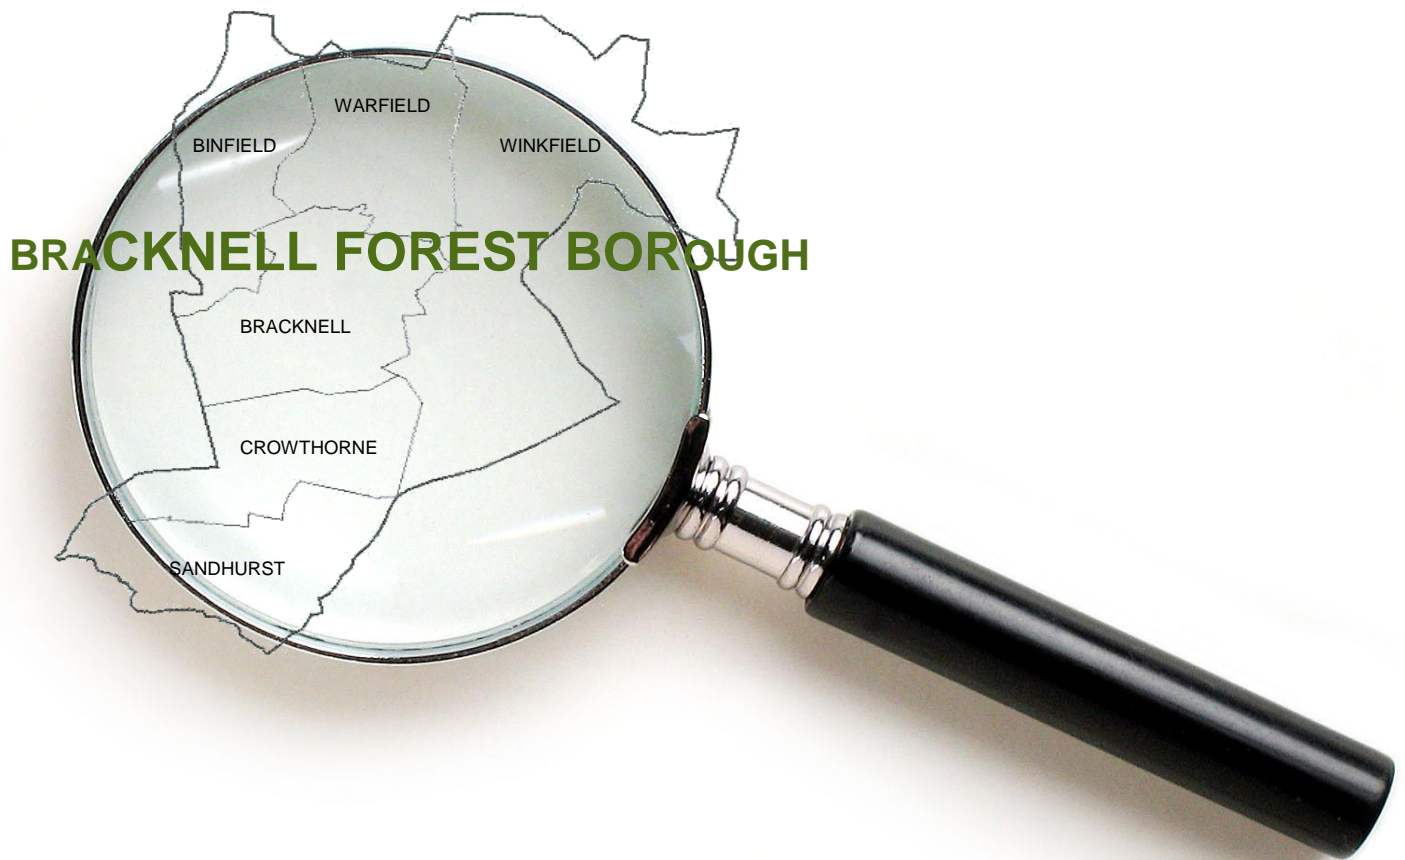 WARFIELD
BINFIELD
WINKFIELD
BRACKNELL FOREST BOROUGH
BRACKNELL
CROWTHORNE
SANDHURST